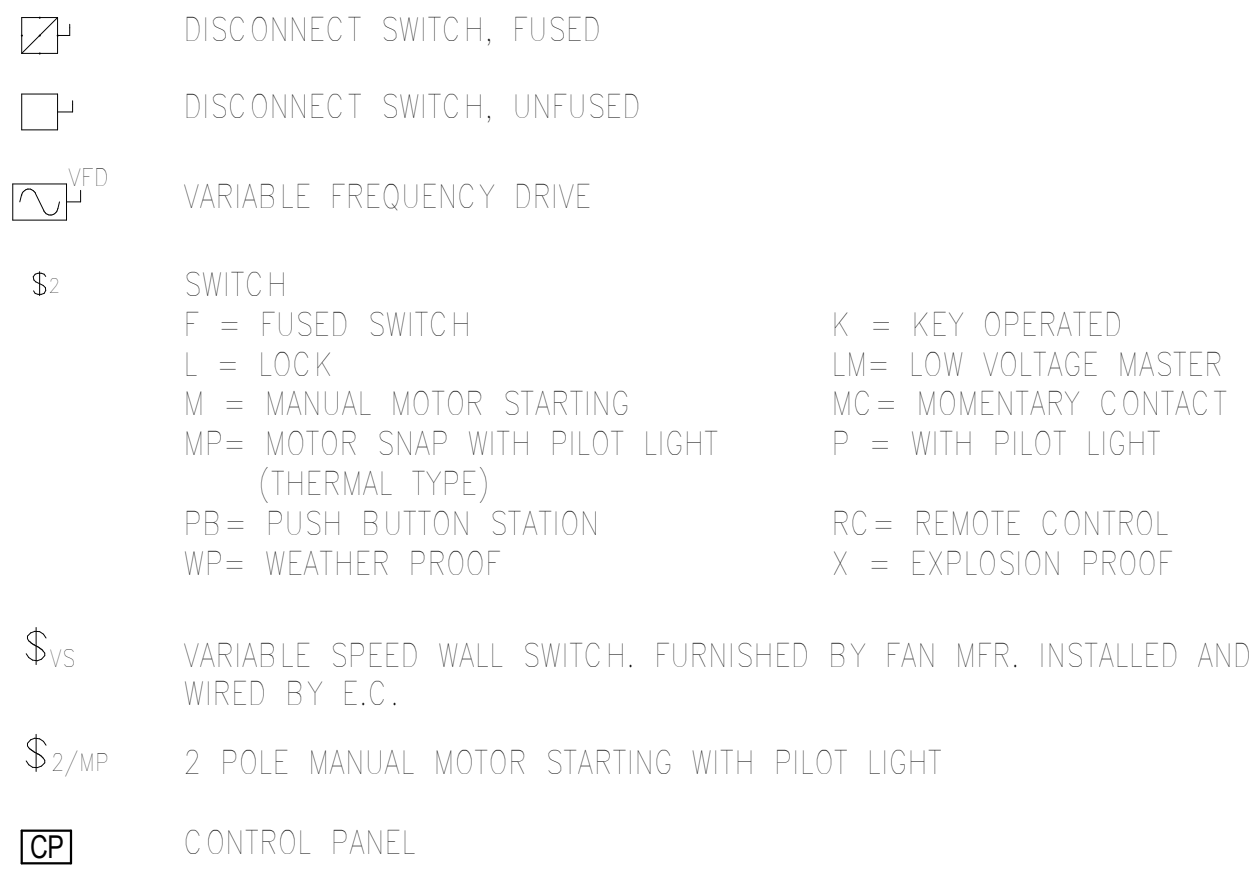 DISCONNECT SWITCH, FUSED
DISCONNECT SWITCH, UNFUSED
VFD
VARIABLE FREQUENCY DRIVE
$2 SWITCH
F = FUSED SWITCH K = KEY OPERATED
L = LOCK LM= LOW VOLTAGE MASTER
M = MANUAL MOTOR STARTING MC= MOMENTARY CONTACT
MP= MOTOR SNAP WITH PILOT LIGHT P = WITH PILOT LIGHT
(THERMAL TYPE)
PB= PUSH BUTTON STATION RC= REMOTE CONTROL
WP= WEATHER PROOF X = EXPLOSION PROOF
$VS VARIABLE SPEED WALL SWITCH. FURNISHED BY FAN MFR. INSTALLED AND
WIRED BY E.C.
$2/MP 2 POLE MANUAL MOTOR STARTING WITH PILOT LIGHT
CP CONTROL PANEL